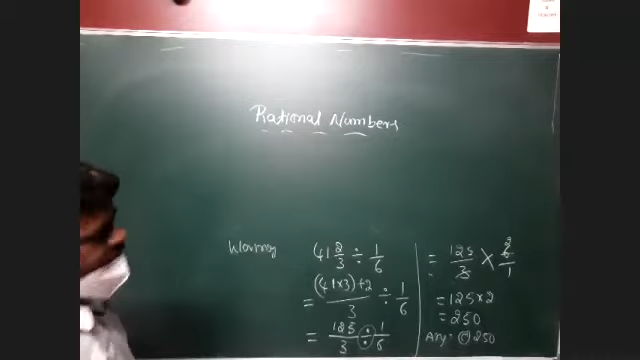 Rational Numbers
41 2/3 ÷ 1/6
= (41×3)+2 / 3 ÷ 1/6
= 125/3 ÷ 1/6
= 125/3 × 6/1
2
= 125×2
= 250
Ans: 250